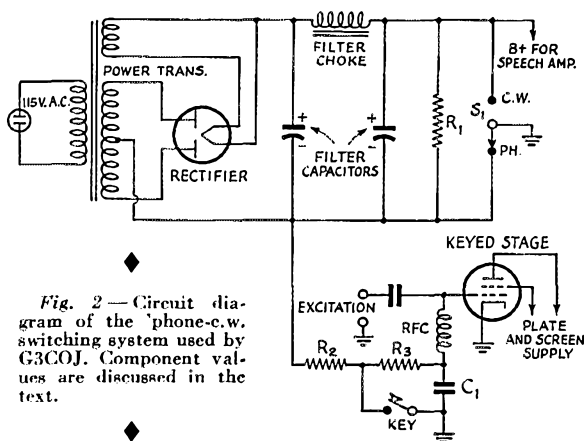 FILTER
CHOKE
B+ FOR
SPEECH AMP.
POWER TRANS.
115V. A.C.
RECTIFIER
+
+
-
-
FILTER
CAPACITORS
R1
C.W.
S1
PH.
KEYED STAGE
EXCITATION
RFC
PLATE
AND SCREEN
SUPPLY
R2
R3
C1
KEY
Fig. 2 — Circuit dia-
gram of the 'phone-c.w.
switching system used by
G3COJ. Component val-
ues are discussed in the
text.